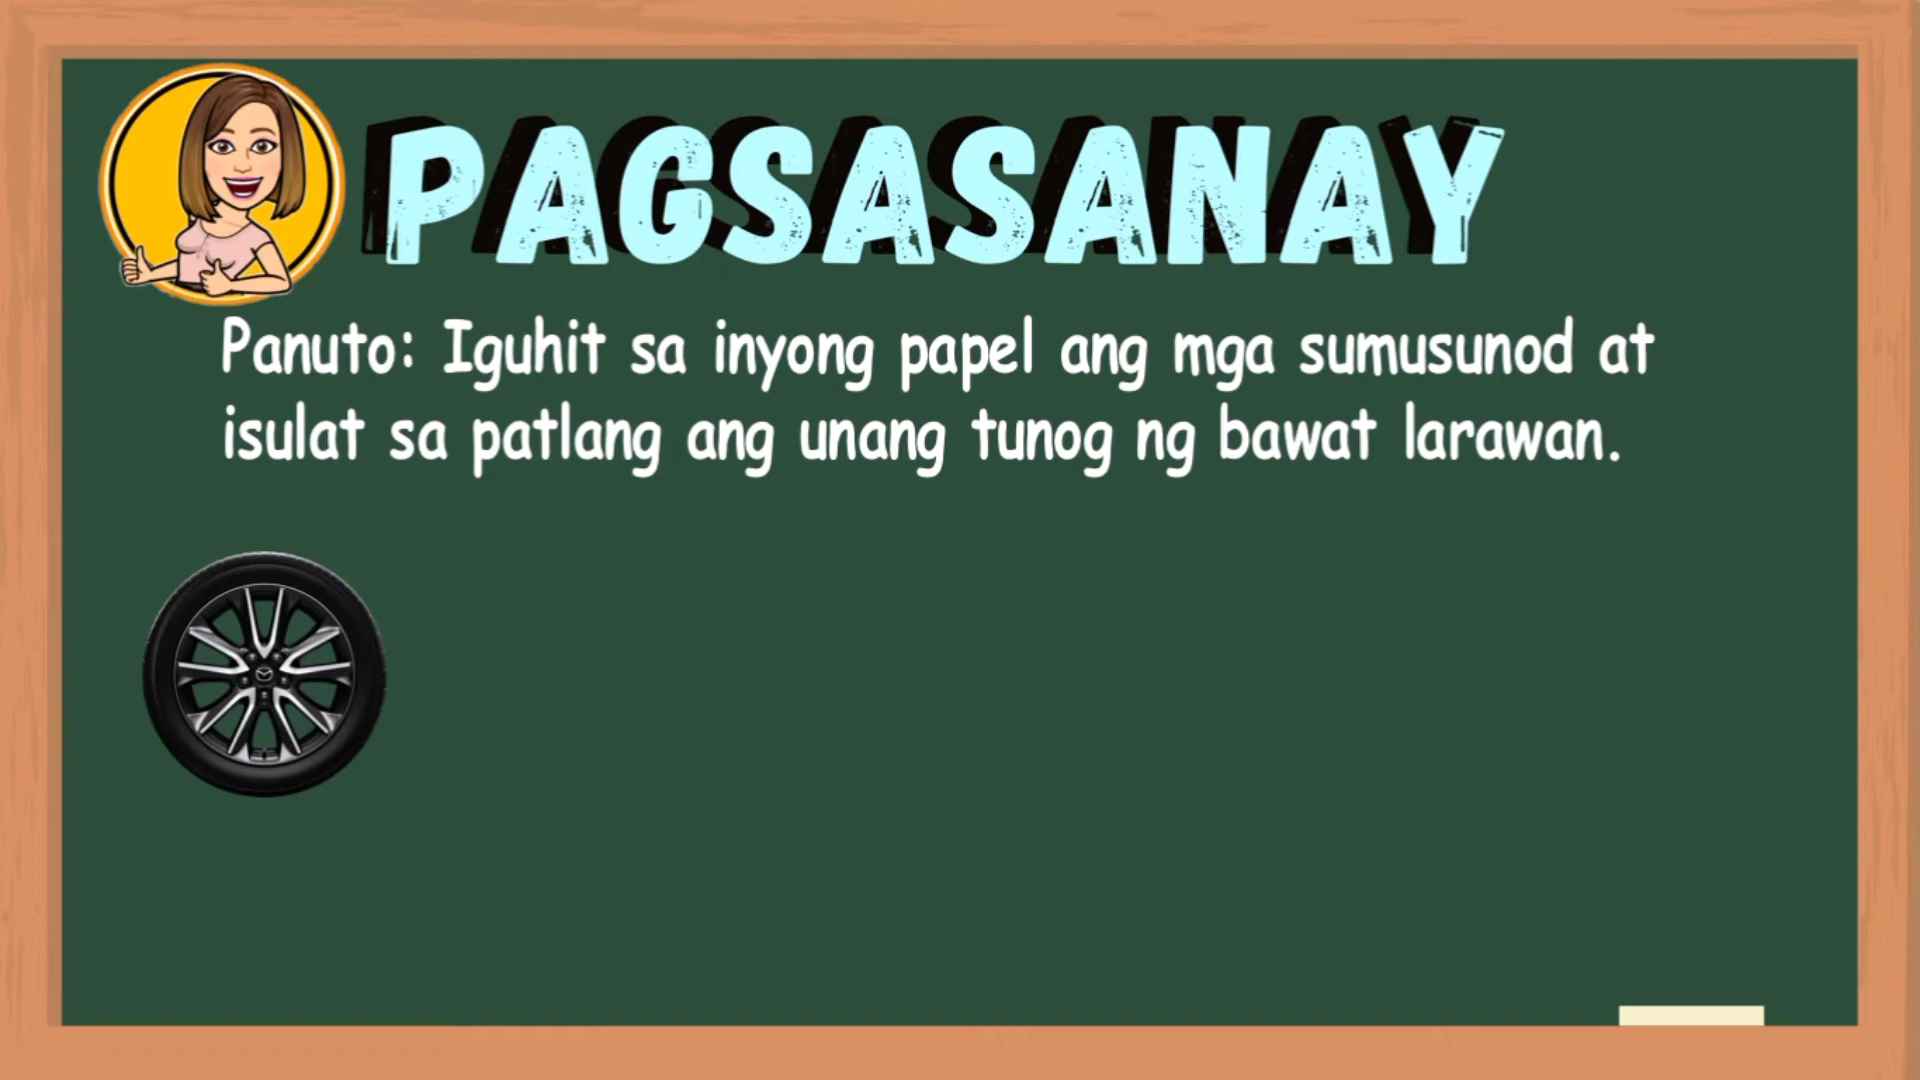 PAGSASANAY
Panuto: Iguhit sa inyong papel ang mga sumusunod at
isulat sa patlang ang unang tunog ng bawat larawan.